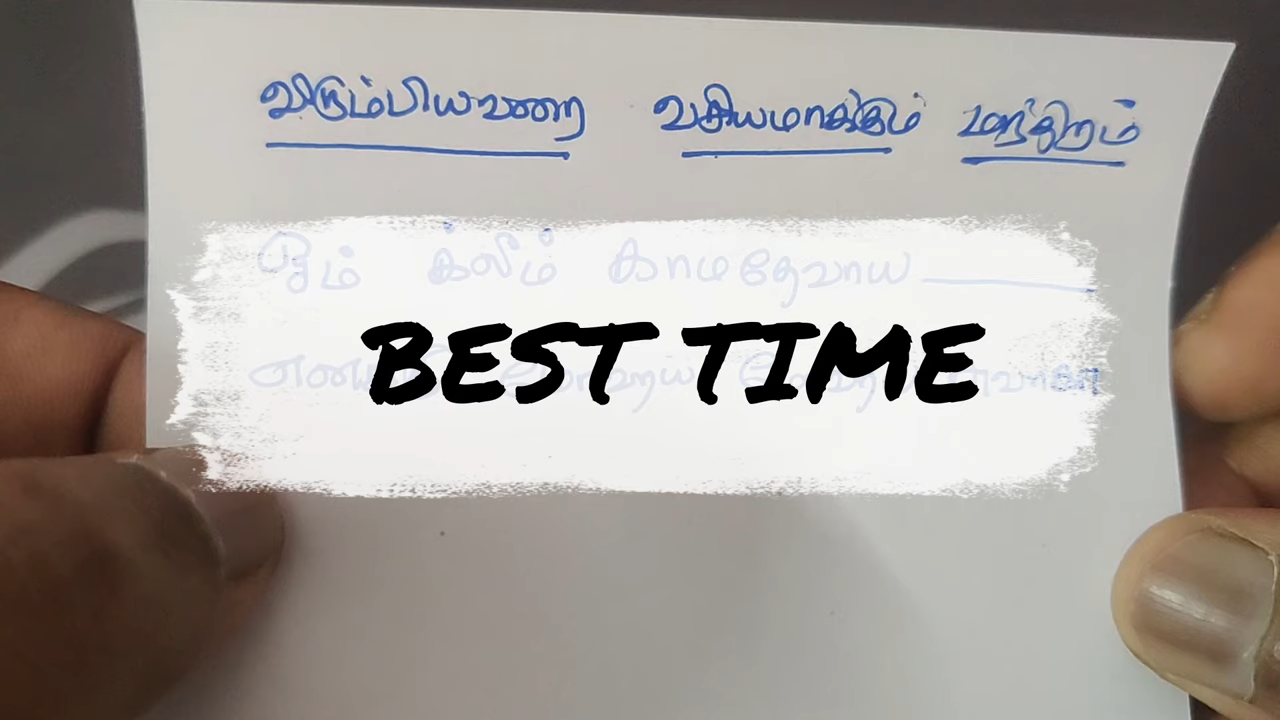 விரும்பியவரை வசியமாக்கும் மந்திரம்
ஓம் க்லீம் காமதேவாய
BEST TIME